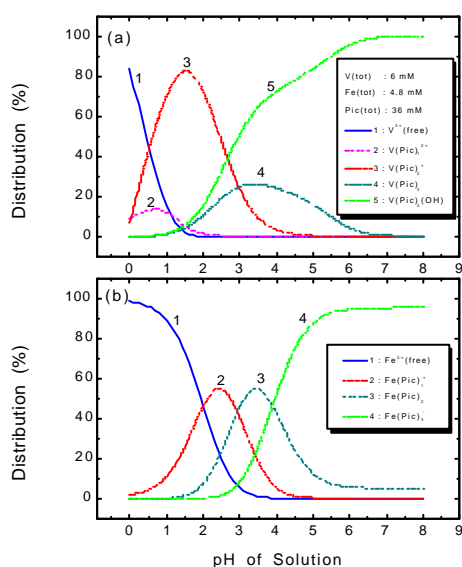 (a)
100
80
60
40
20
0
Distribution (%)
1
2
3
4
5
V(tot) : 6 mM
Fe(tot) : 4.8 mM
Pic(tot) : 36 mM
1 : V³⁺(free)
2 : V(Pic)₁²⁺
3 : V(Pic)₂⁺
4 : V(Pic)₃
5 : V(Pic)₂(OH)
0 1 2 3 4 5 6 7 8 9
(b)
100
80
60
40
20
0
Distribution (%)
1
2
3
4
1 : Fe²⁺(free)
2 : Fe(Pic)₁⁺
3 : Fe(Pic)₂
4 : Fe(Pic)₃⁻
0 1 2 3 4 5 6 7 8 9
pH of Solution